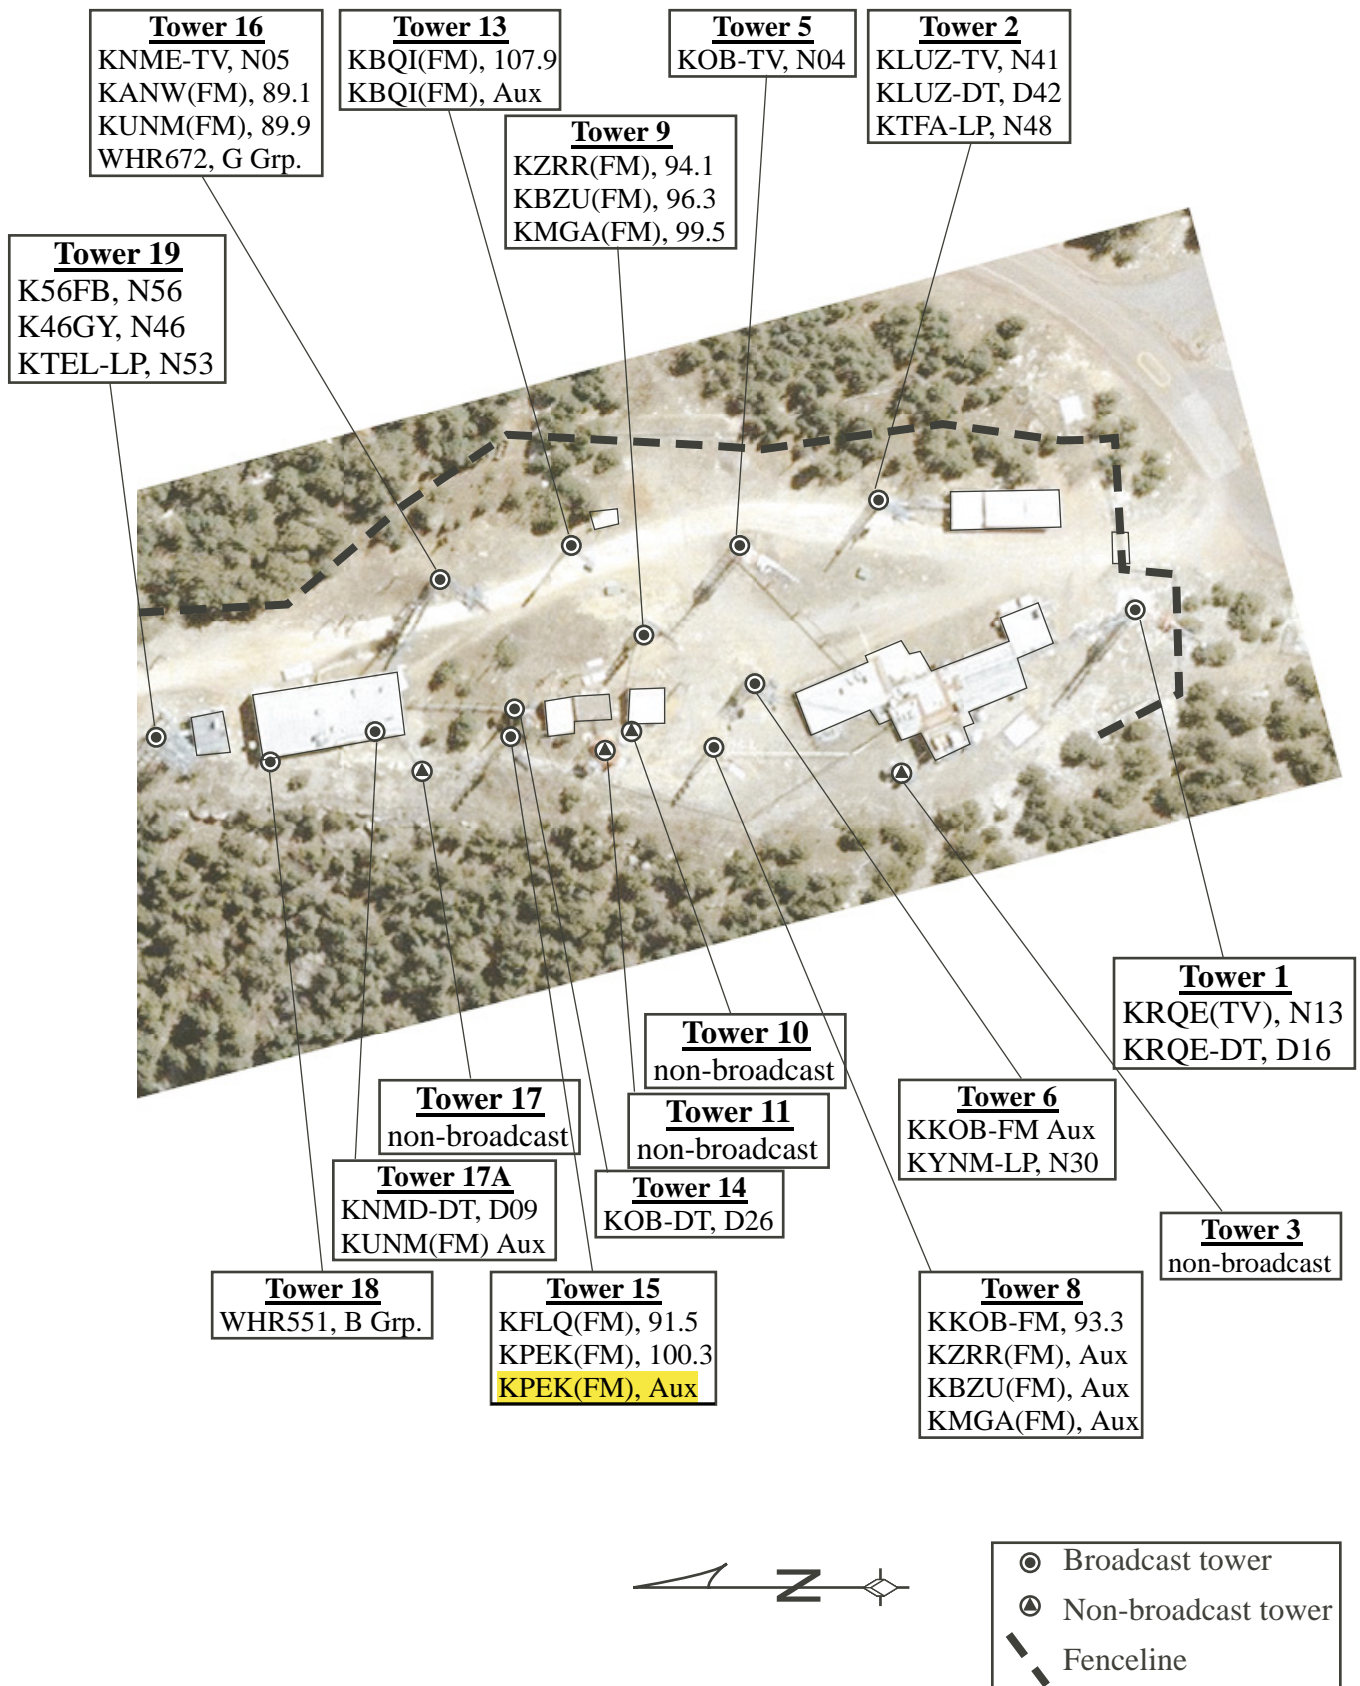 Tower 16
KNME-TV, N05
KANW(FM), 89.1
KUNM(FM), 89.9
WHR672, G Grp.
Tower 13
KBQI(FM), 107.9
KBQI(FM), Aux
Tower 5
KOB-TV, N04
Tower 2
KLUZ-TV, N41
KLUZ-DT, D42
KTFA-LP, N48
Tower 9
KZRR(FM), 94.1
KBZU(FM), 96.3
KMGA(FM), 99.5
Tower 19
K56FB, N56
K46GY, N46
KTEL-LP, N53
Tower 1
KRQE(TV), N13
KRQE-DT, D16
Tower 10
non-broadcast
Tower 17
non-broadcast
Tower 11
non-broadcast
Tower 6
KKOB-FM Aux
KYNM-LP, N30
Tower 17A
KNMD-DT, D09
KUNM(FM) Aux
Tower 14
KOB-DT, D26
Tower 3
non-broadcast
Tower 18
WHR551, B Grp.
Tower 15
KFLQ(FM), 91.5
KPEK(FM), 100.3
KPEK(FM), Aux
Tower 8
KKOB-FM, 93.3
KZRR(FM), Aux
KBZU(FM), Aux
KMGA(FM), Aux
N
Broadcast tower
Non-broadcast tower
Fenceline